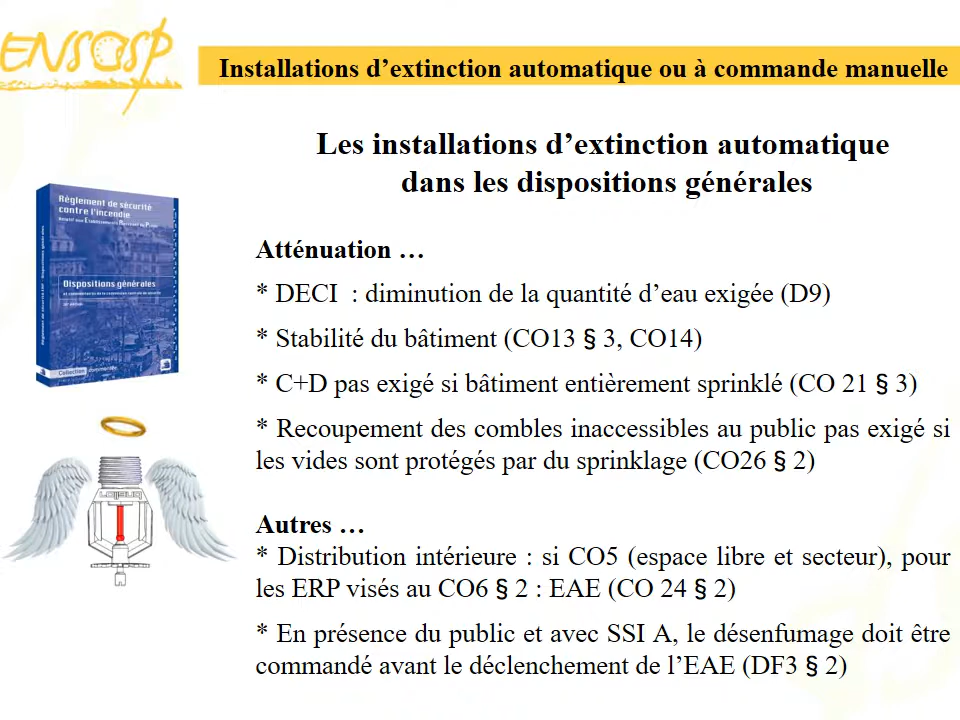 ENSOSP
Installations d’extinction automatique ou à commande manuelle
Les installations d’extinction automatique
dans les dispositions générales
Règlement de sécurité
contre l'incendie
Dispositions générales
Collection
Atténuation …
* DECI : diminution de la quantité d’eau exigée (D9)
* Stabilité du bâtiment (CO13 § 3, CO14)
* C+D pas exigé si bâtiment entièrement sprinklé (CO 21 § 3)
* Recoupement des combles inaccessibles au public pas exigé si
les vides sont protégés par du sprinklage (CO26 § 2)
Autres …
* Distribution intérieure : si CO5 (espace libre et secteur), pour
les ERP visés au CO6 § 2 : EAE (CO 24 § 2)
* En présence du public et avec SSI A, le désenfumage doit être
commandé avant le déclenchement de l’EAE (DF3 § 2)